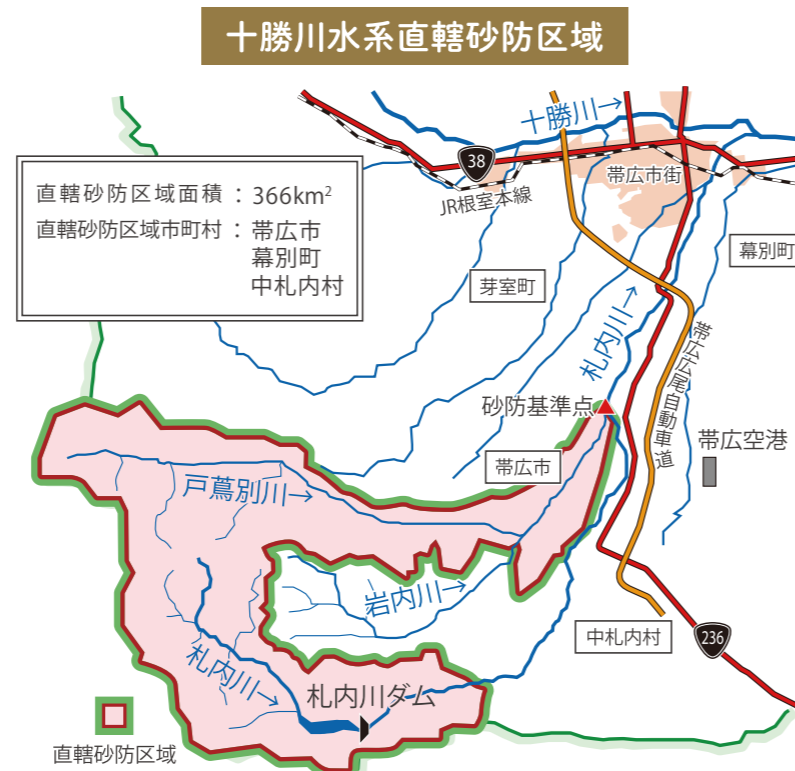 十勝川水系直轄砂防区域
直轄砂防区域面積 : 366km²
直轄砂防区域市町村 : 帯広市
幕別町
中札内村
十勝川→
38
帯広市街
JR根室本線
幕別町
芽室町
札内川→
帯広広尾自動車道
砂防基準点
帯広空港
帯広市
戸蔦別川→
岩内川→
中札内村
236
札内川→
札内川ダム
直轄砂防区域